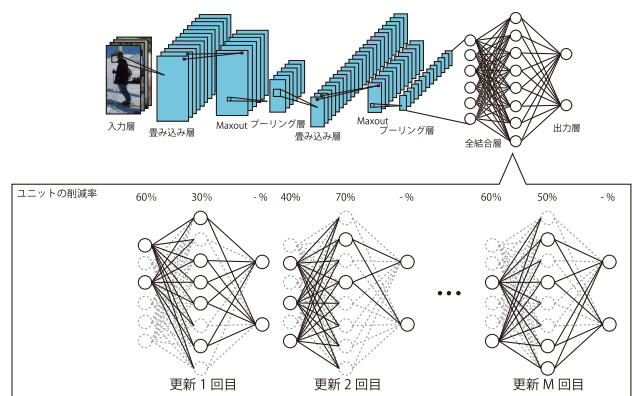 入力層
畳み込み層
Maxout
プーリング層
畳み込み層
Maxout
プーリング層
全結合層
出力層
ユニットの削減率
60% 30% - % 40% 70% - % 60% 50% - %
•••
更新 1 回目 更新 2 回目 更新 M 回目